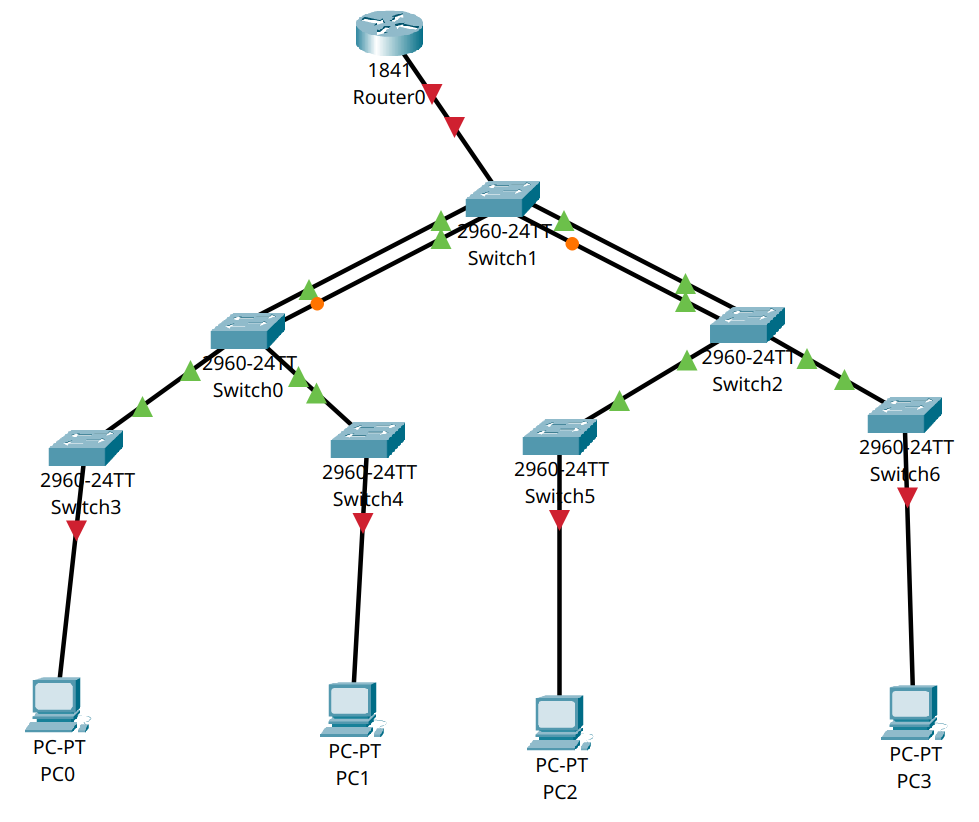 1841
Router0
2960-24TT
Switch1
2960-24TT
Switch0
2960-24TT
Switch2
2960-24TT
Switch3
2960-24TT
Switch4
2960-24TT
Switch5
2960-24TT
Switch6
PC-PT
PC0
PC-PT
PC1
PC-PT
PC2
PC-PT
PC3